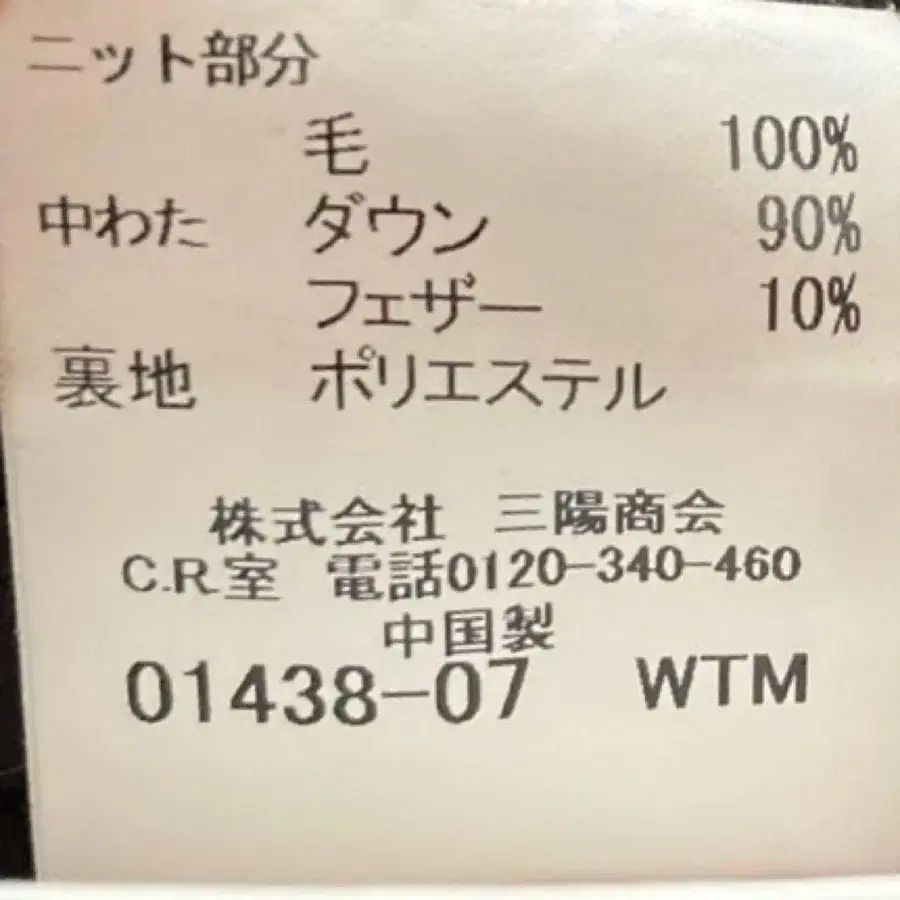 ニット部分
毛 100%
中わた ダウン 90%
フェザー 10%
裏地 ポリエステル
株式会社 三陽商会
C.R.室 電話0120-340-460
中国製
01438-07 WTM